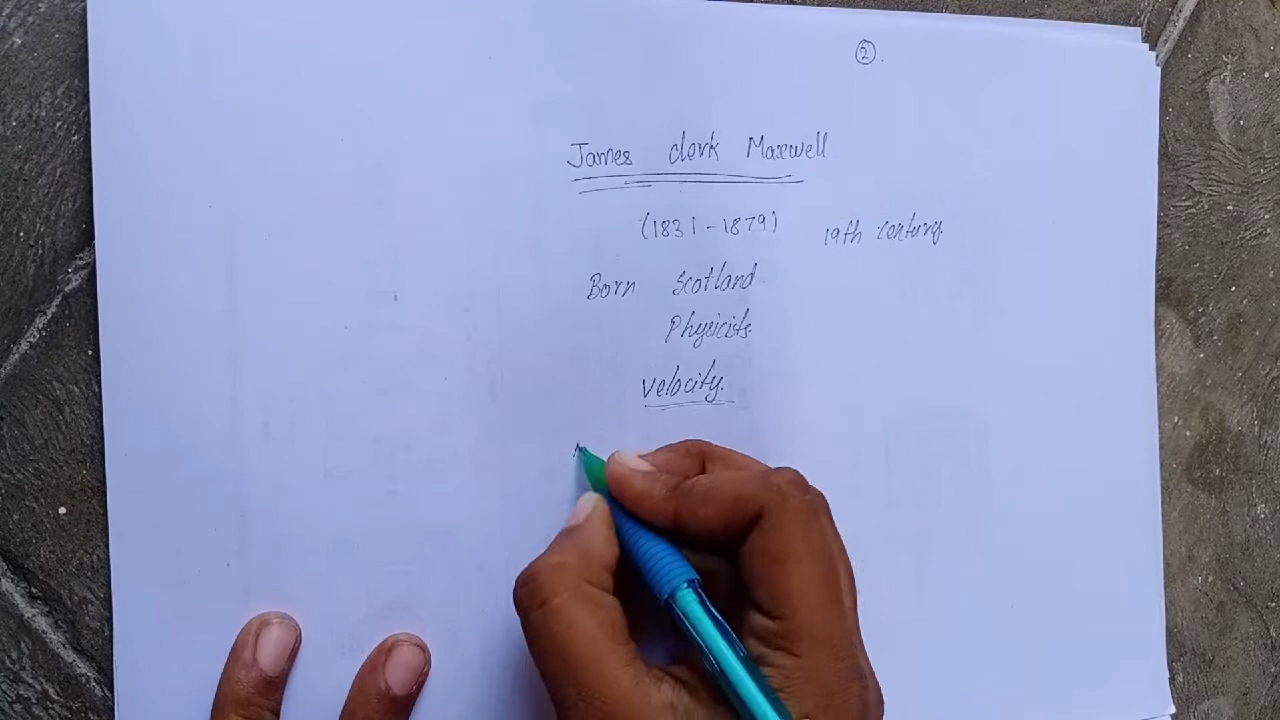 2
James clerk Maxwell
(1831-1879) 19th century
Born Scotland
Physicists
Velocity.